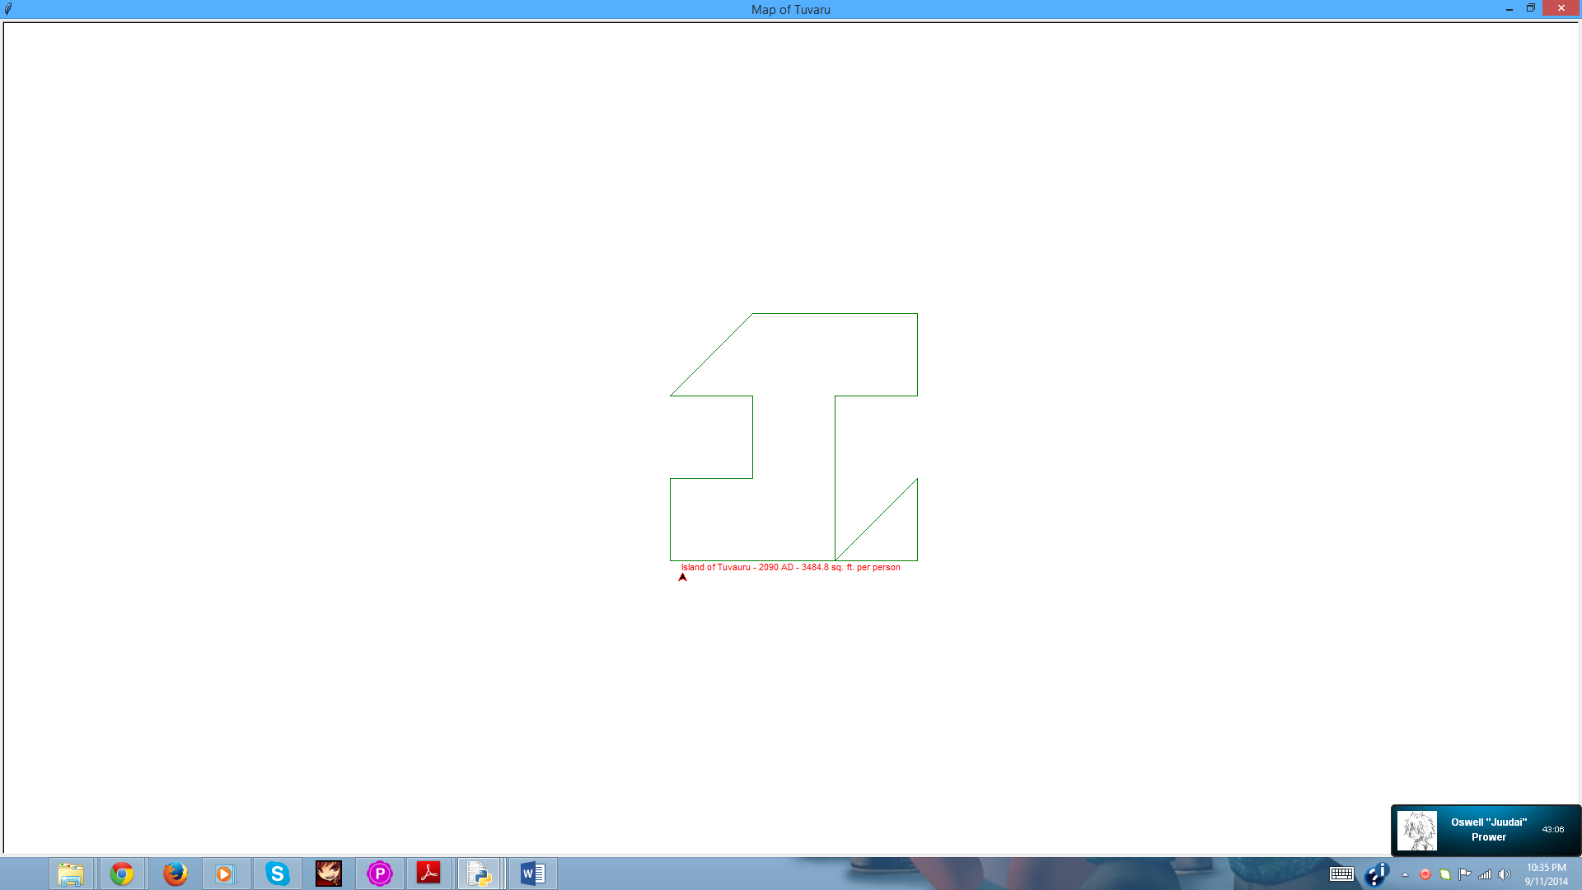 Map of Tuvaru
Island of Tuvauru - 2090 AD - 3484.8 sq. ft. per person
Oswell "Juudai"
Prower
43:06
10:35 PM
9/11/2014